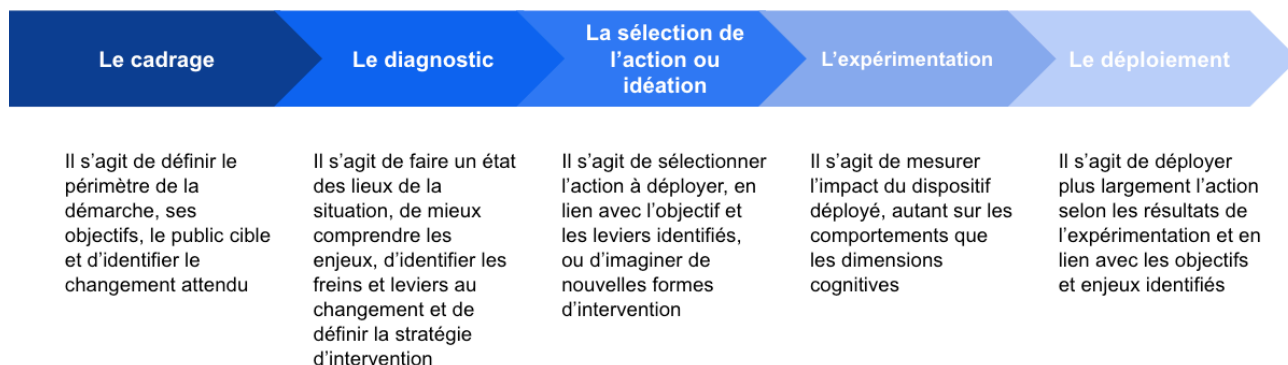 Le cadrage
Le diagnostic
La sélection de
l’action ou
idéation
L’expérimentation
Le déploiement
Il s’agit de définir le
périmètre de la
démarche, ses
objectifs, le public cible
et d’identifier le
changement attendu
Il s’agit de faire un état
des lieux de la
situation, de mieux
comprendre les
enjeux, d’identifier les
freins et leviers au
changement et de
définir la stratégie
d’intervention
Il s’agit de sélectionner
l’action à déployer, en
lien avec l’objectif et
les leviers identifiés,
ou d’imaginer de
nouvelles formes
d’intervention
Il s’agit de mesurer
l’impact du dispositif
déployé, autant sur les
comportements que
les dimensions
cognitives
Il s’agit de déployer
plus largement l’action
selon les résultats de
l’expérimentation et en
lien avec les objectifs
et enjeux identifiés